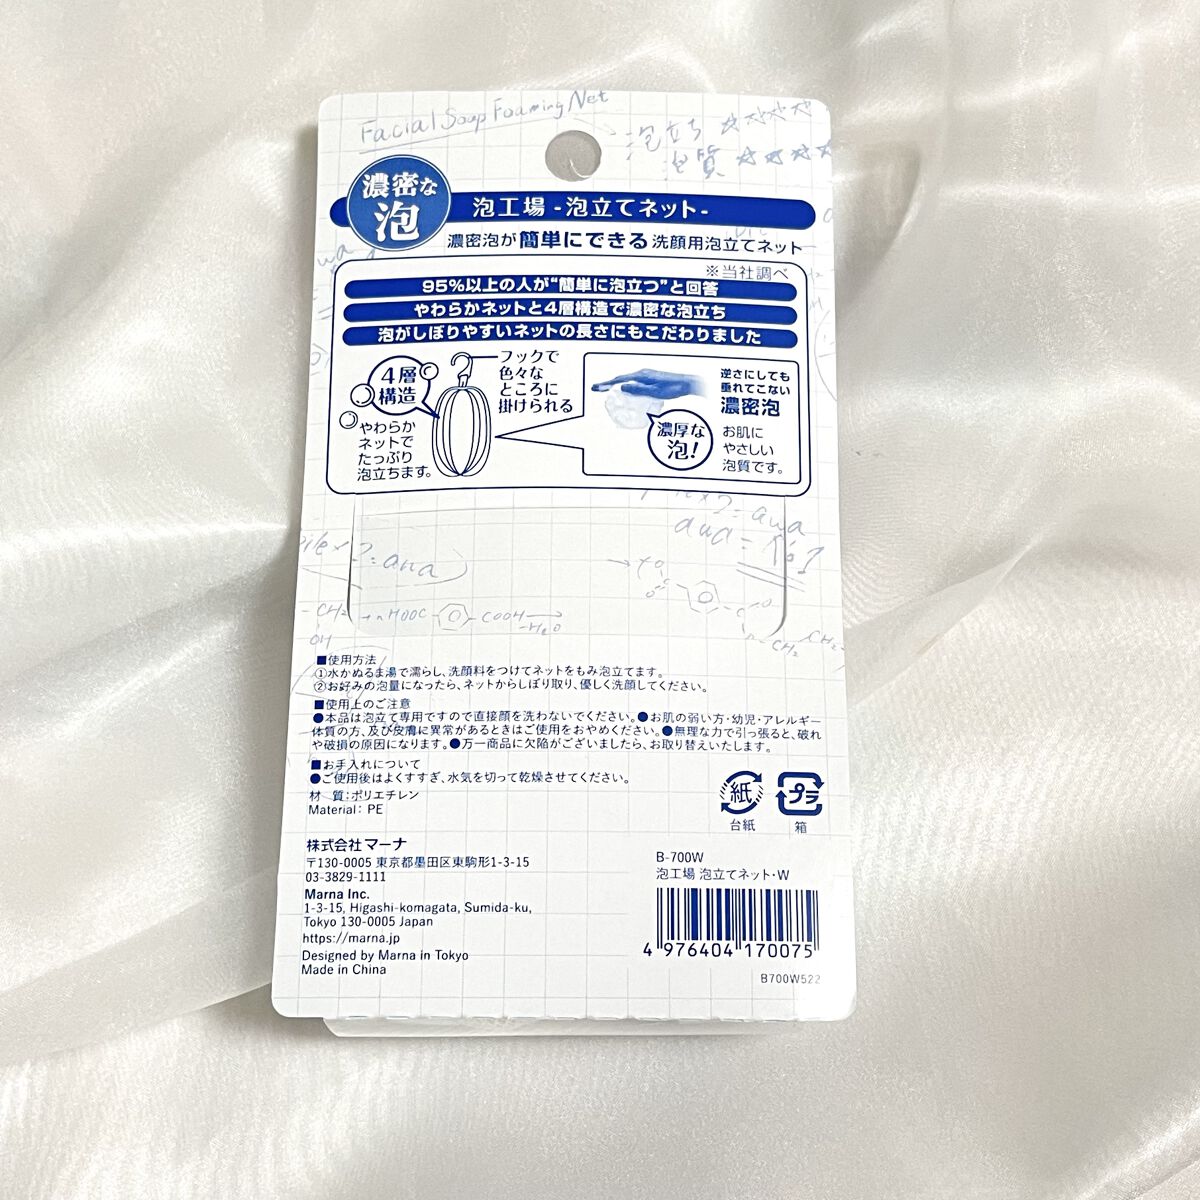 Facial Soap Foaming Net
泡立ち ☆☆☆☆
泡質 ★★★★
濃密な
泡
泡工場 -泡立てネット-
濃密泡が簡単にできる洗顔用泡立てネット
※当社調べ
95%以上の人が“簡単に泡立つ”と回答
やわらかネットと4層構造で濃密な泡立ち
泡がしぼりやすいネットの長さにもこだわりました
4層
構造
フックで
色々な
ところに
掛けられる
やわらか
ネットで
たっぷり
泡立ちます。
逆さにしても
垂れてこない
濃密泡
濃厚な
泡!
お肌に
やさしい
泡質です。
■使用方法
①水かぬるま湯で濡らし、洗顔料をつけてネットをもみ泡立てます。
②お好みの泡量になったら、ネットからしぼり取り、優しく洗顔してください。
■使用上のご注意
●本品は泡立て専用ですので直接顔を洗わないでください。●お肌の弱い方・幼児・アレルギー
体質の方、及び皮膚に異常があるときはご使用をおやめください。●無理な力で引っ張ると、破れ
や破損の原因になります。●万一商品に欠陥がございましたら、お取り替えいたします。
■お手入れについて
●ご使用後はよくすすぎ、水気を切って乾燥させてください。
材 質:ポリエチレン
Material: PE
紙
台紙
プラ
箱
株式会社マーナ
〒130-0005 東京都墨田区東駒形1-3-15
03-3829-1111
Marna Inc.
1-3-15, Higashi-komagata, Sumida-ku,
Tokyo 130-0005 Japan
https://marna.jp
Designed by Marna in Tokyo
Made in China
B-700W
泡工場 泡立てネット・W
4 976404 170075
B700W522